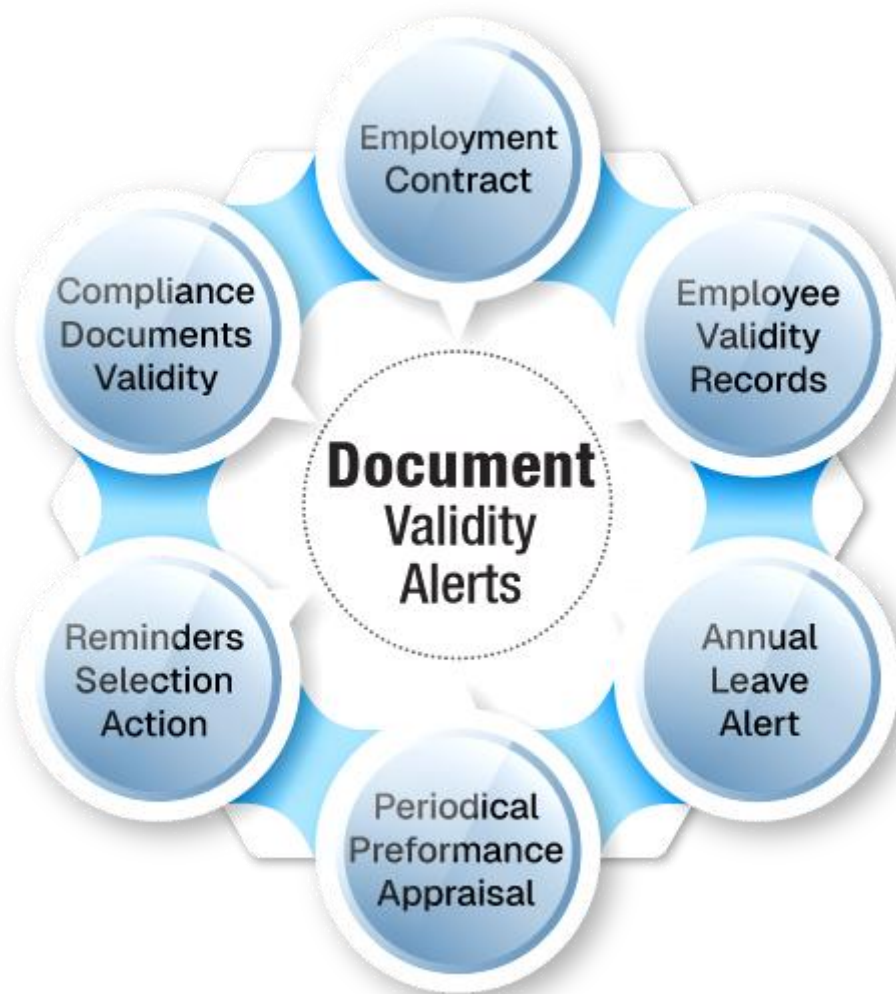 Employment
Contract
Employee
Validity
Records
Annual
Leave
Alert
Periodical
Preformance
Appraisal
Reminders
Selection
Action
Compliance
Documents
Validity
Document
Validity
Alerts